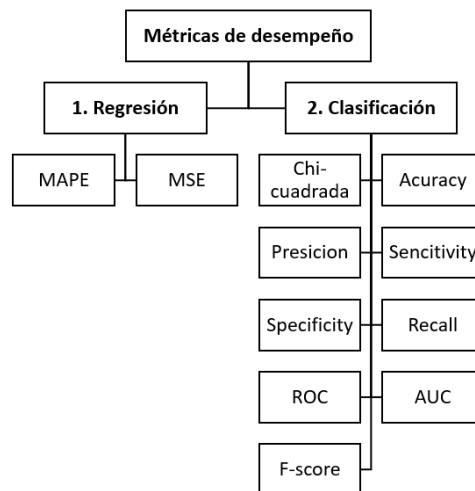 Métricas de desempeño
1. Regresión
2. Clasificación
MAPE
MSE
Chi-
cuadrada
Acuracy
Presicion
Sencitivity
Specificity
Recall
ROC
AUC
F-score